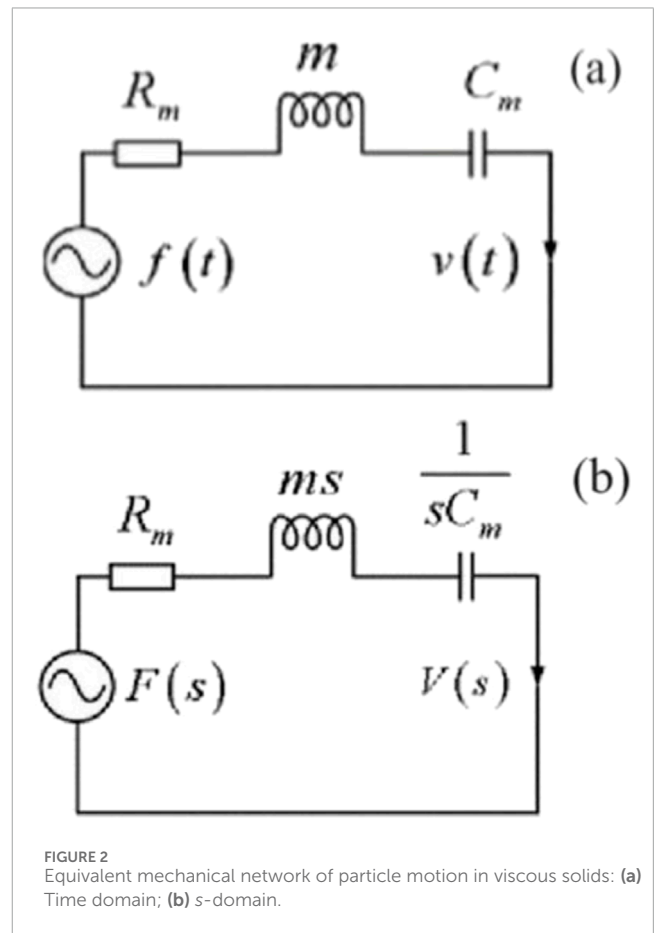 m
(a)
R_m
C_m
f(t)
v(t)
1
sC_m
(b)
ms
R_m
F(s)
V(s)
FIGURE 2
Equivalent mechanical network of particle motion in viscous solids: (a)
Time domain; (b) s-domain.